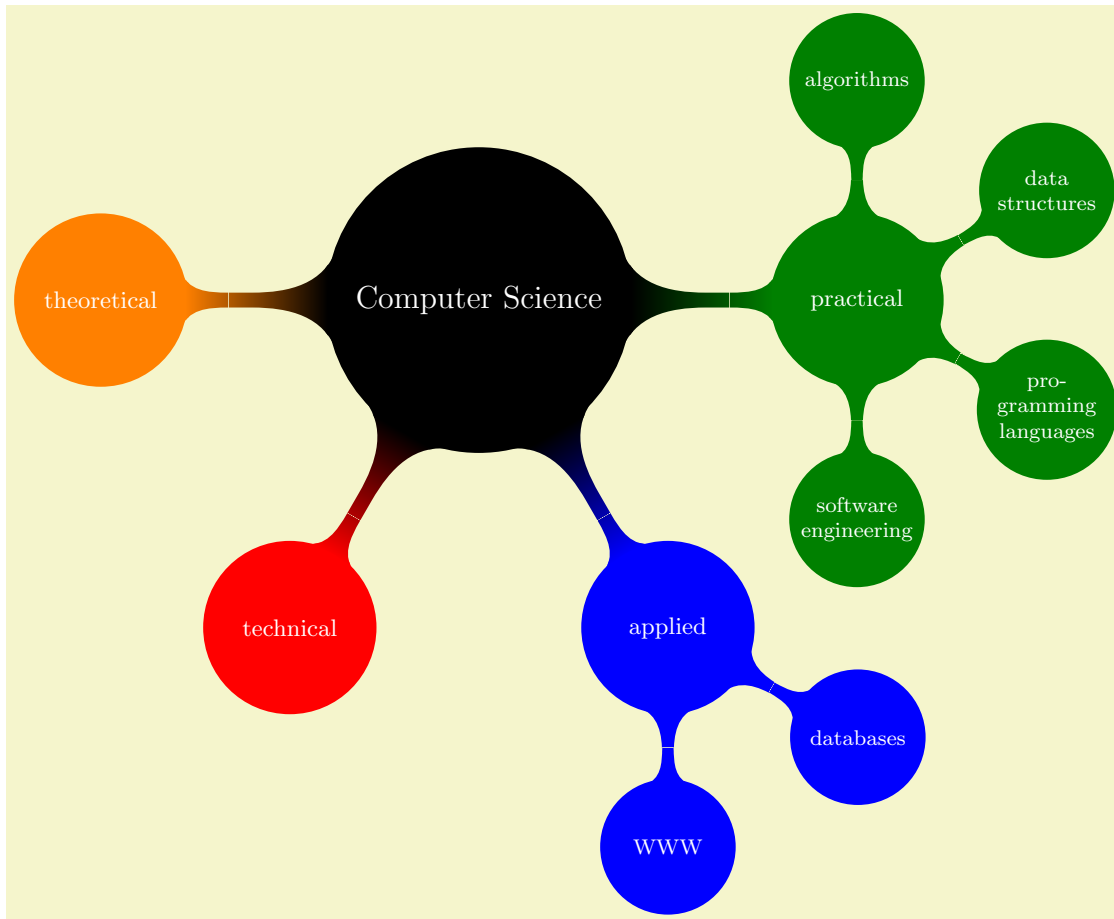 algorithms
data
structures
theoretical
Computer Science
practical
pro-
gramming
languages
software
engineering
technical
applied
databases
WWW